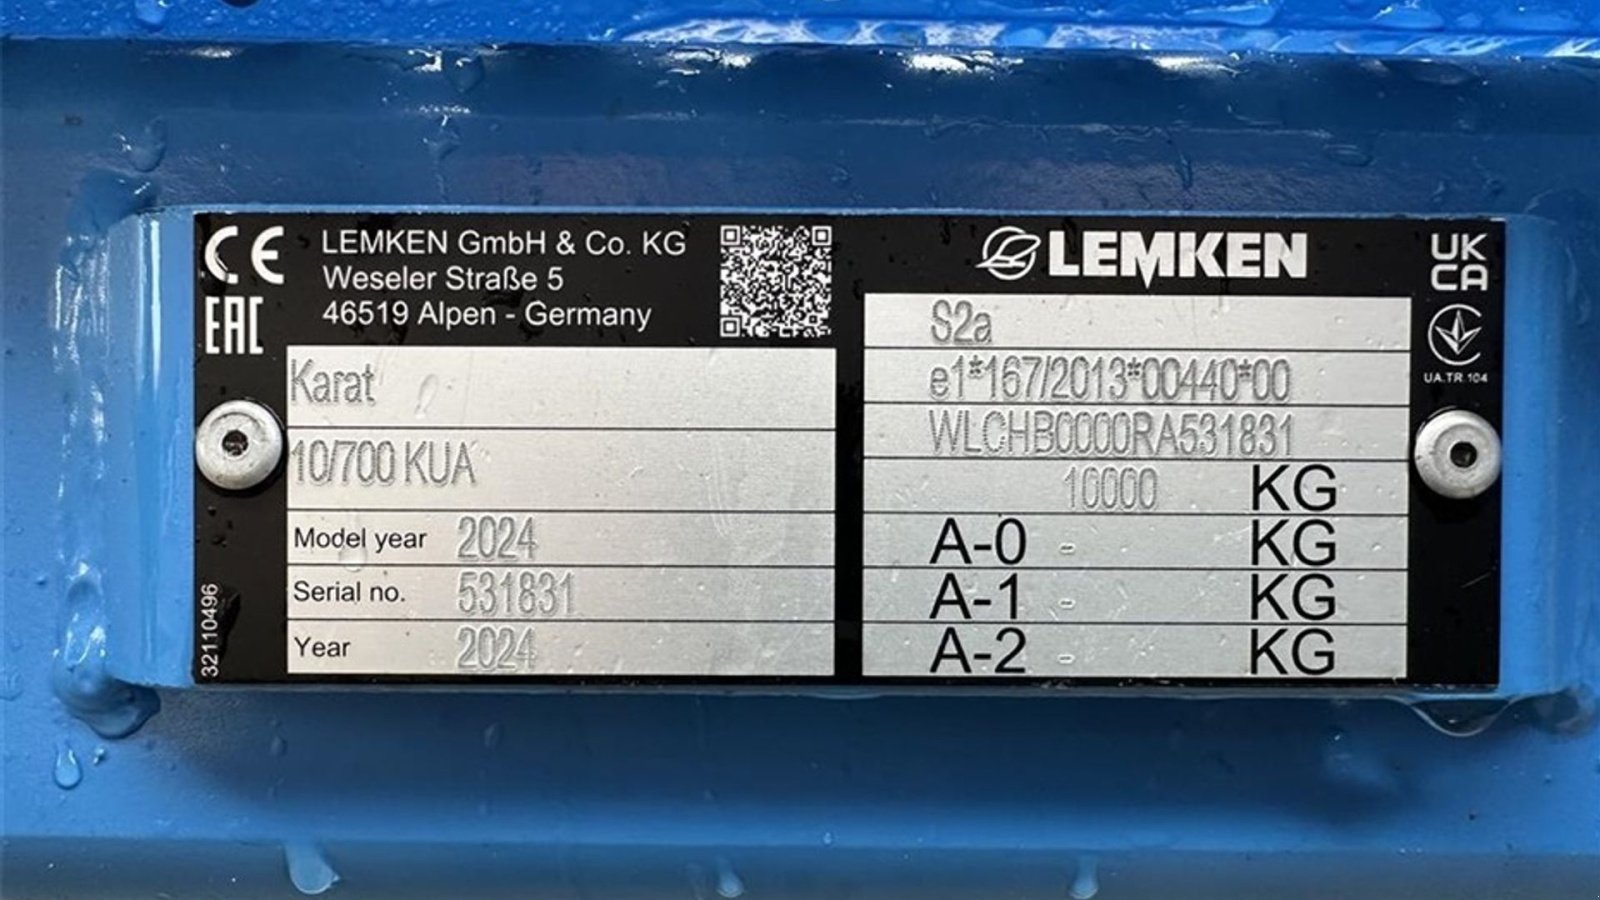 CE
EAC
LEMKEN GmbH & Co. KG
Weseler Straße 5
46519 Alpen - Germany
Karat
10/700 KUA
Model year 2024
Serial no. 531831
Year 2024
32110496
LEMKEN
S2a
e1*167/2013*00440*00
WLCHB0000RA531831
10000 KG
A-0 - KG
A-1 - KG
A-2 - KG
UK
CA
UA.TR.104